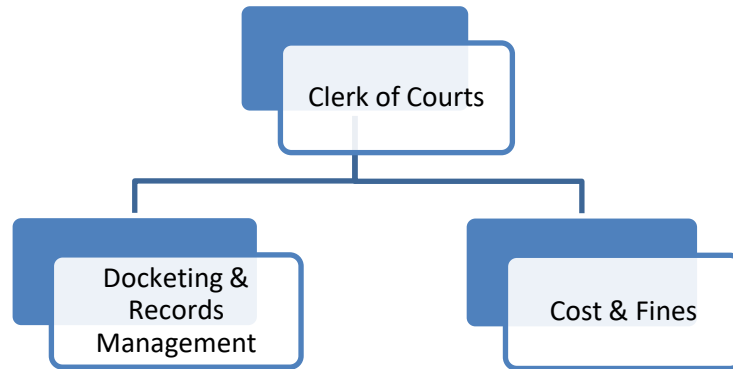 Clerk of Courts
Docketing &
Records
Management
Cost & Fines